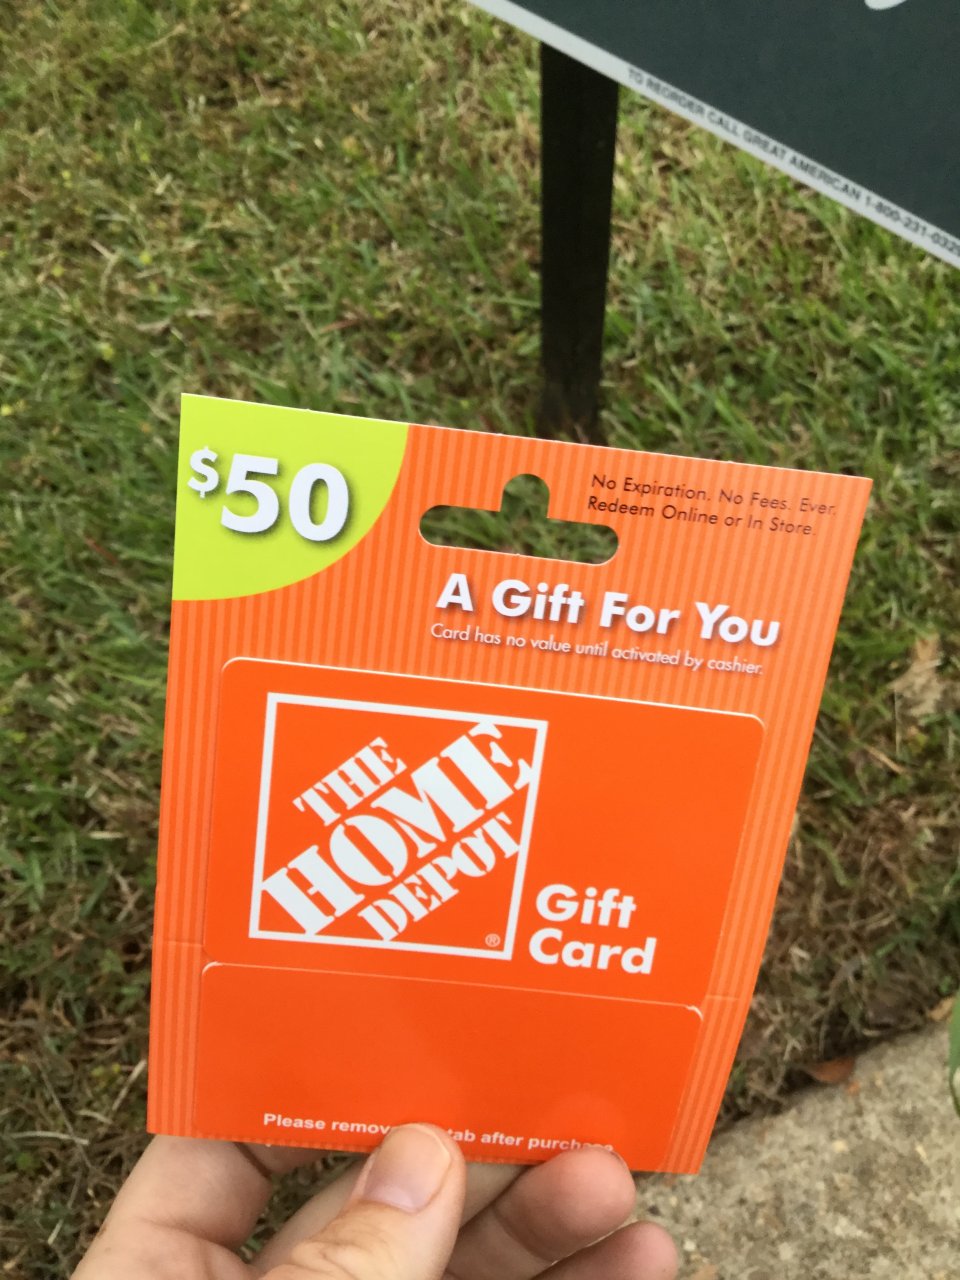 TO REORDER CALL GREAT AMERICAN 1-800-231-0329
$50
No Expiration. No Fees. Ever.
Redeem Online or In Store.
A Gift For You
Card has no value until activated by cashier.
THE
HOME
DEPOT
®
Gift
Card
Please remove tab after purchase